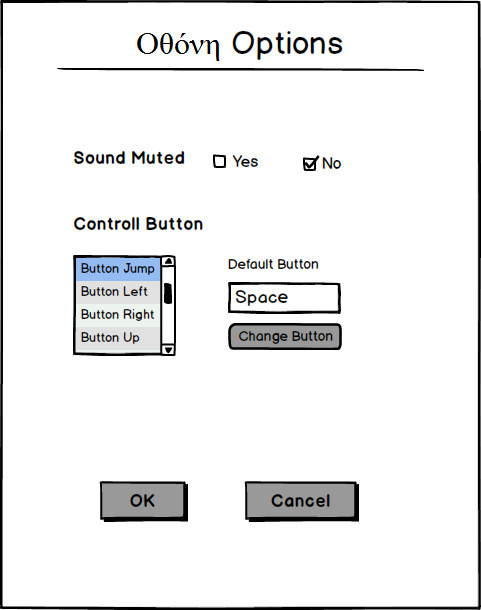 Οθόνη Options
Sound Muted Yes No
Controll Button
Button Jump
Button Left
Button Right
Button Up
Default Button
Space
Change Button
OK Cancel